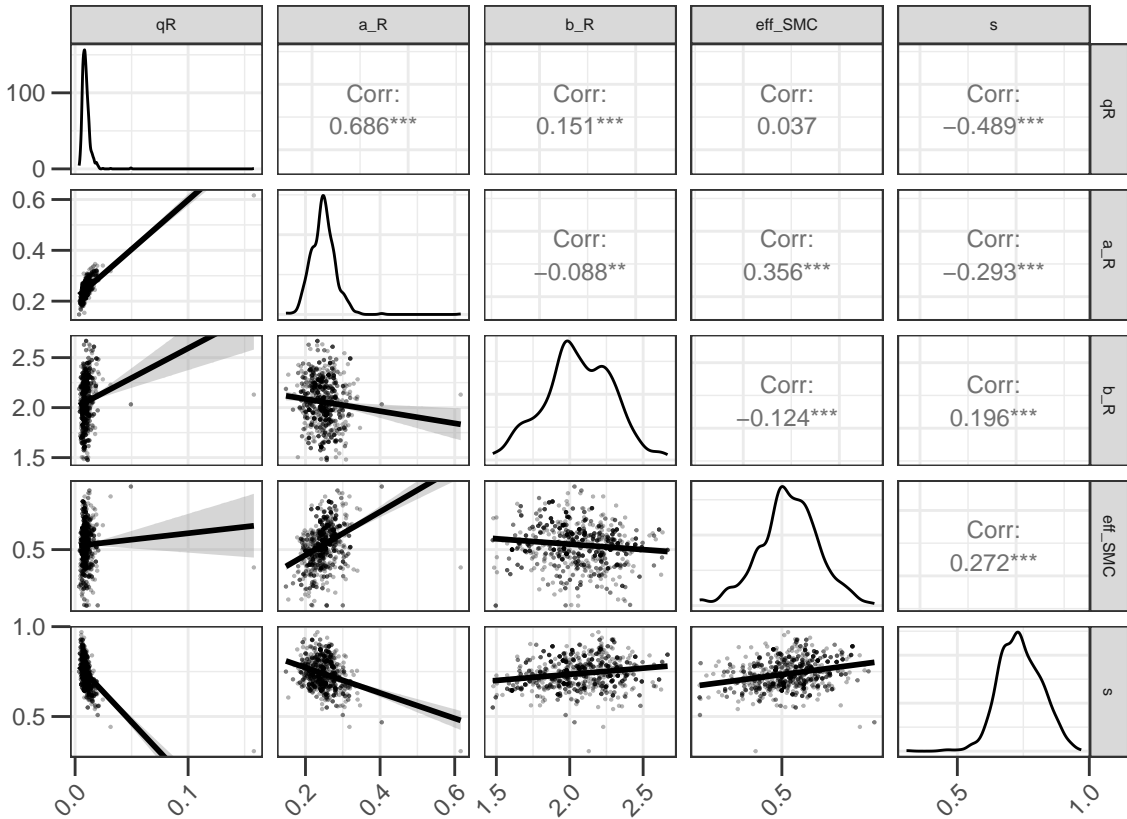 qR a_R b_R eff_SMC s
100
0
Corr: Corr: Corr: Corr:
0.686*** 0.151*** 0.037 −0.489***
qR
0.6
0.4
0.2
Corr: Corr: Corr:
−0.088** 0.356*** −0.293***
a_R
2.5
2.0
1.5
Corr: Corr:
−0.124*** 0.196***
b_R
0.5
Corr:
0.272***
eff_SMC
1.0
0.5
s
0.0 0.1 0.2 0.4 0.6 1.5 2.0 2.5 0.5 0.5 1.0